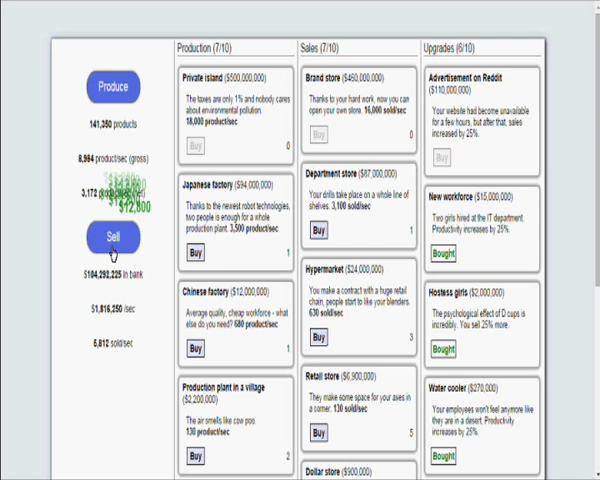 Produce
141,350 products
8,984 product/sec (gross)
3,172
$12,800
Sell
$104,292,225 in bank
$1,816,250 /sec
5,812 sold/sec
Production (7/10)
Private island ($500,000,000)
The taxes are only 1% and nobody cares
about environmental pollution.
18,000 product/sec
Buy
0
Japanese factory ($94,000,000)
Thanks to the newest robot technologies,
two people is enough for a whole
production plant. 3,500 product/sec
Buy
1
Chinese factory ($12,000,000)
Average quality, cheap workforce - what
else do you need? 680 product/sec
Buy
1
Production plant in a village
($2,200,000)
The air smells like cow poo.
130 product/sec
Buy
2
Sales (7/10)
Brand store ($460,000,000)
Thanks to your hard work, now you can
open your own store. 16,000 sold/sec
Buy
0
Department store ($87,000,000)
Your drills take place on a whole line of
shelves. 3,100 sold/sec
Buy
1
Hypermarket ($24,000,000)
You make a contract with a huge retail
chain, people start to like your blenders.
630 sold/sec
Buy
3
Retail store ($6,900,000)
They make some space for your axes in
a corner. 130 sold/sec
Buy
5
Dollar store ($900,000)
Upgrades (6/10)
Advertisement on Reddit
($110,000,000)
Your website had become unavailable
for a few hours, but after that, sales
increased by 25%.
Buy
New workforce ($15,000,000)
Two girls hired at the IT department.
Productivity increases by 25%.
Bought
Hostess girls ($2,000,000)
The psychological effect of D cups is
incredibly. You sell 25% more.
Bought
Water cooler ($270,000)
Your employees won't feel anymore like
they are in a desert. Productivity
increases by 25%.
Bought